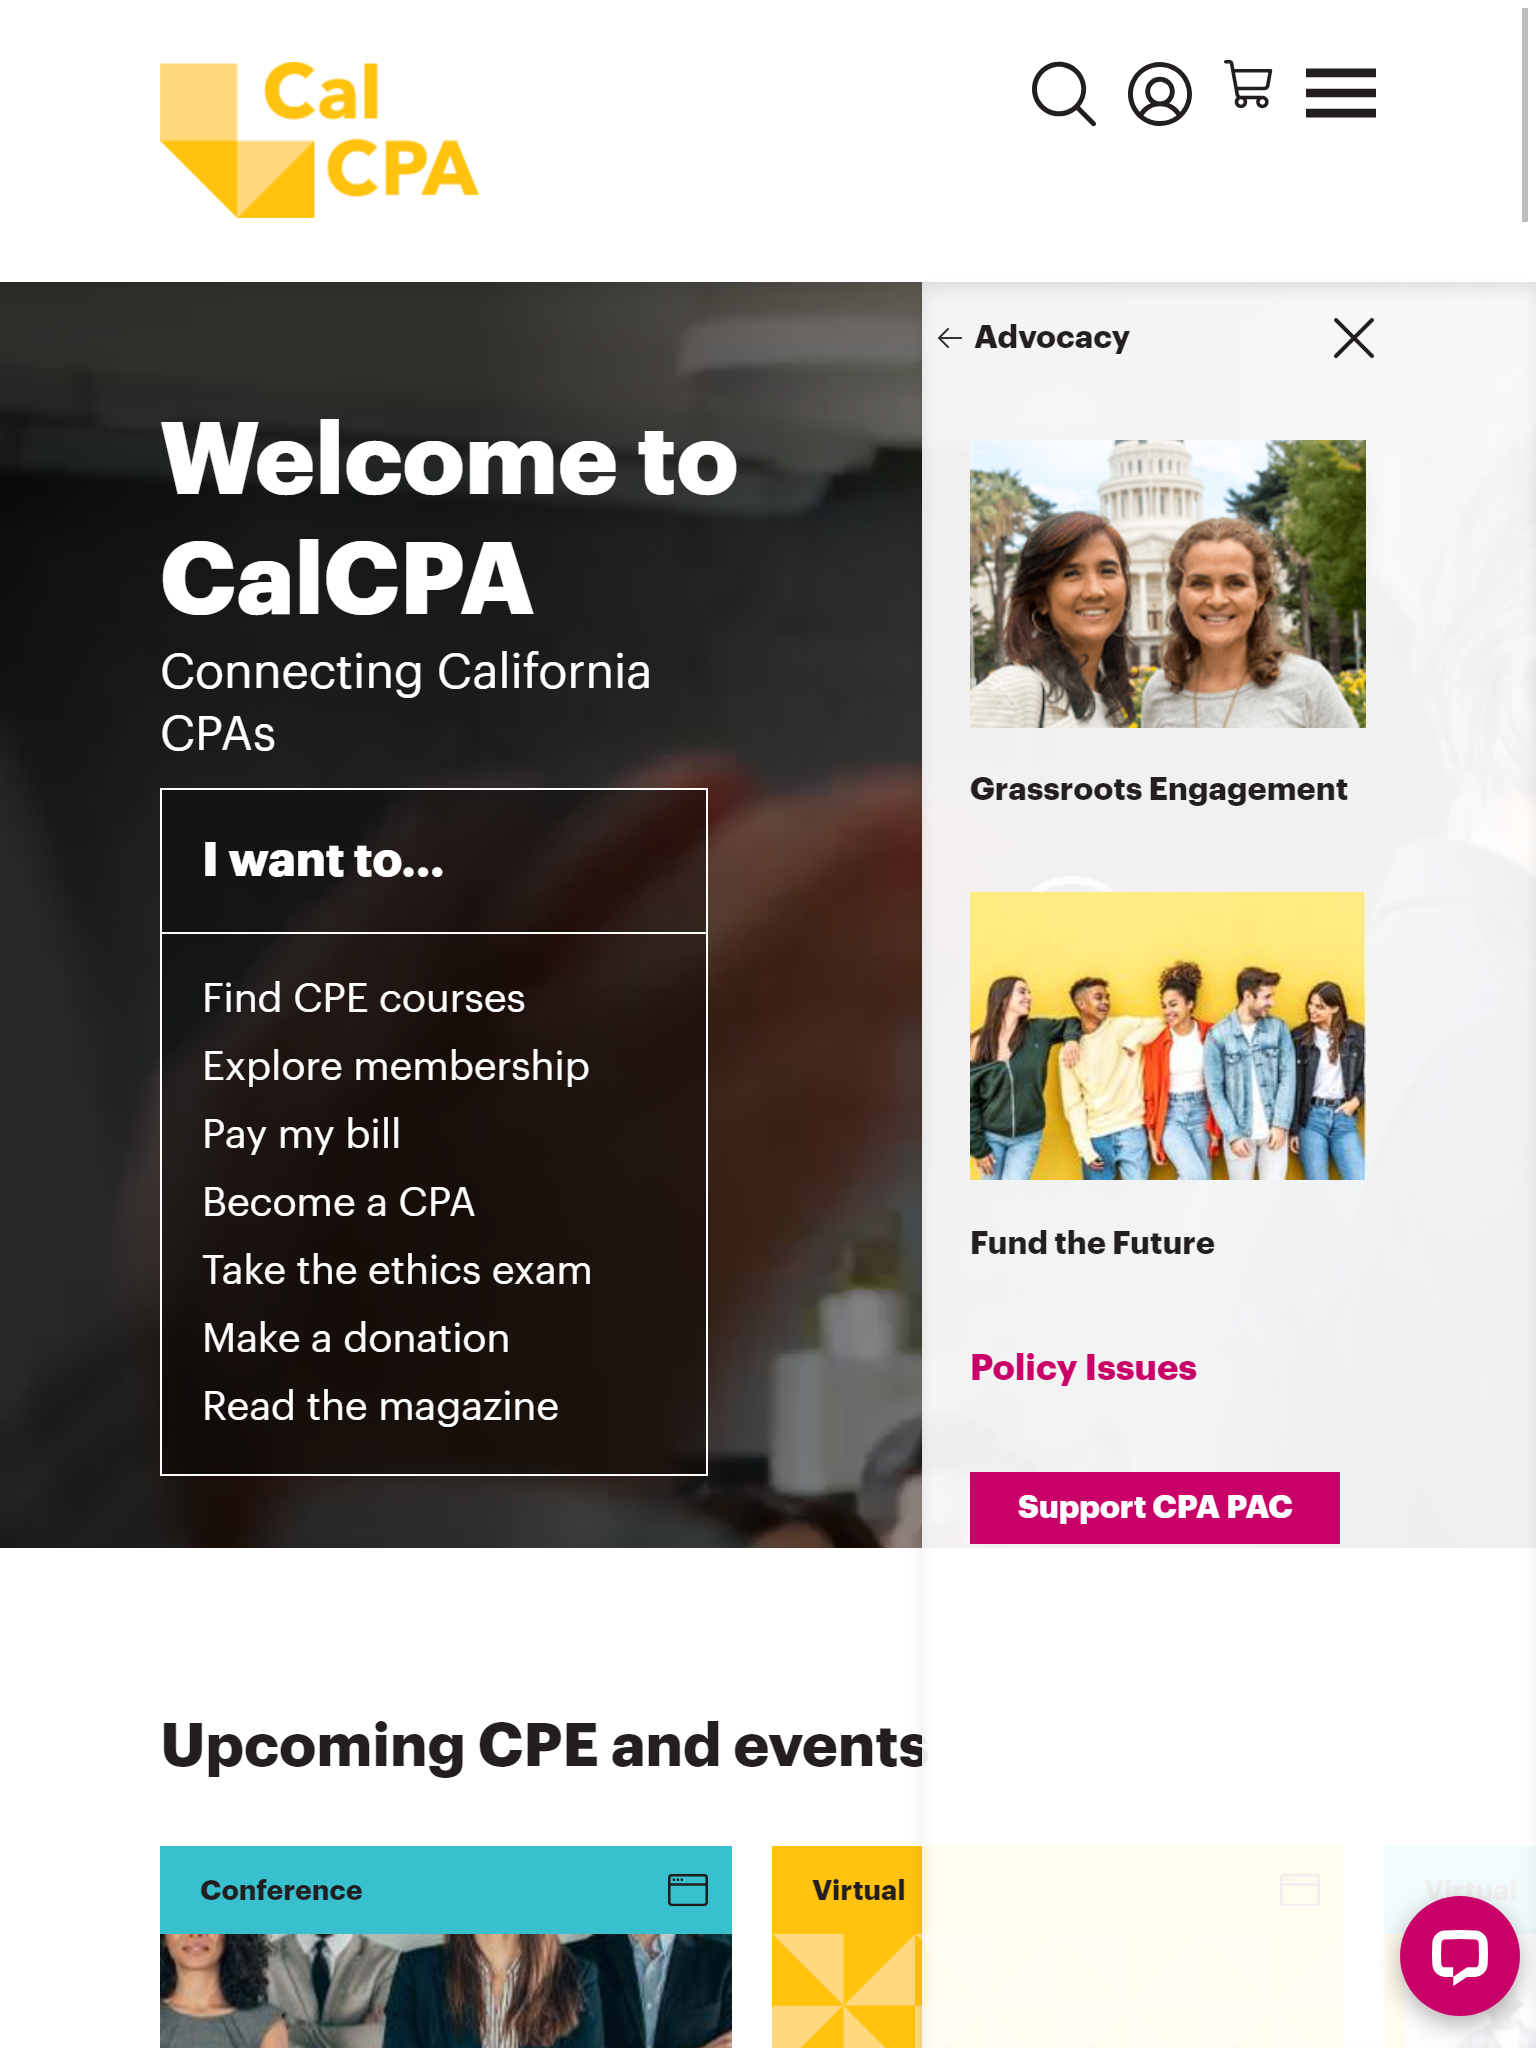 Cal
CPA
Advocacy
Welcome to
CalCPA
Connecting California
CPAs
I want to...
Find CPE courses
Explore membership
Pay my bill
Become a CPA
Take the ethics exam
Make a donation
Read the magazine
Grassroots Engagement
Fund the Future
Policy Issues
Support CPA PAC
Upcoming CPE and events
Conference
Virtual
Virtual